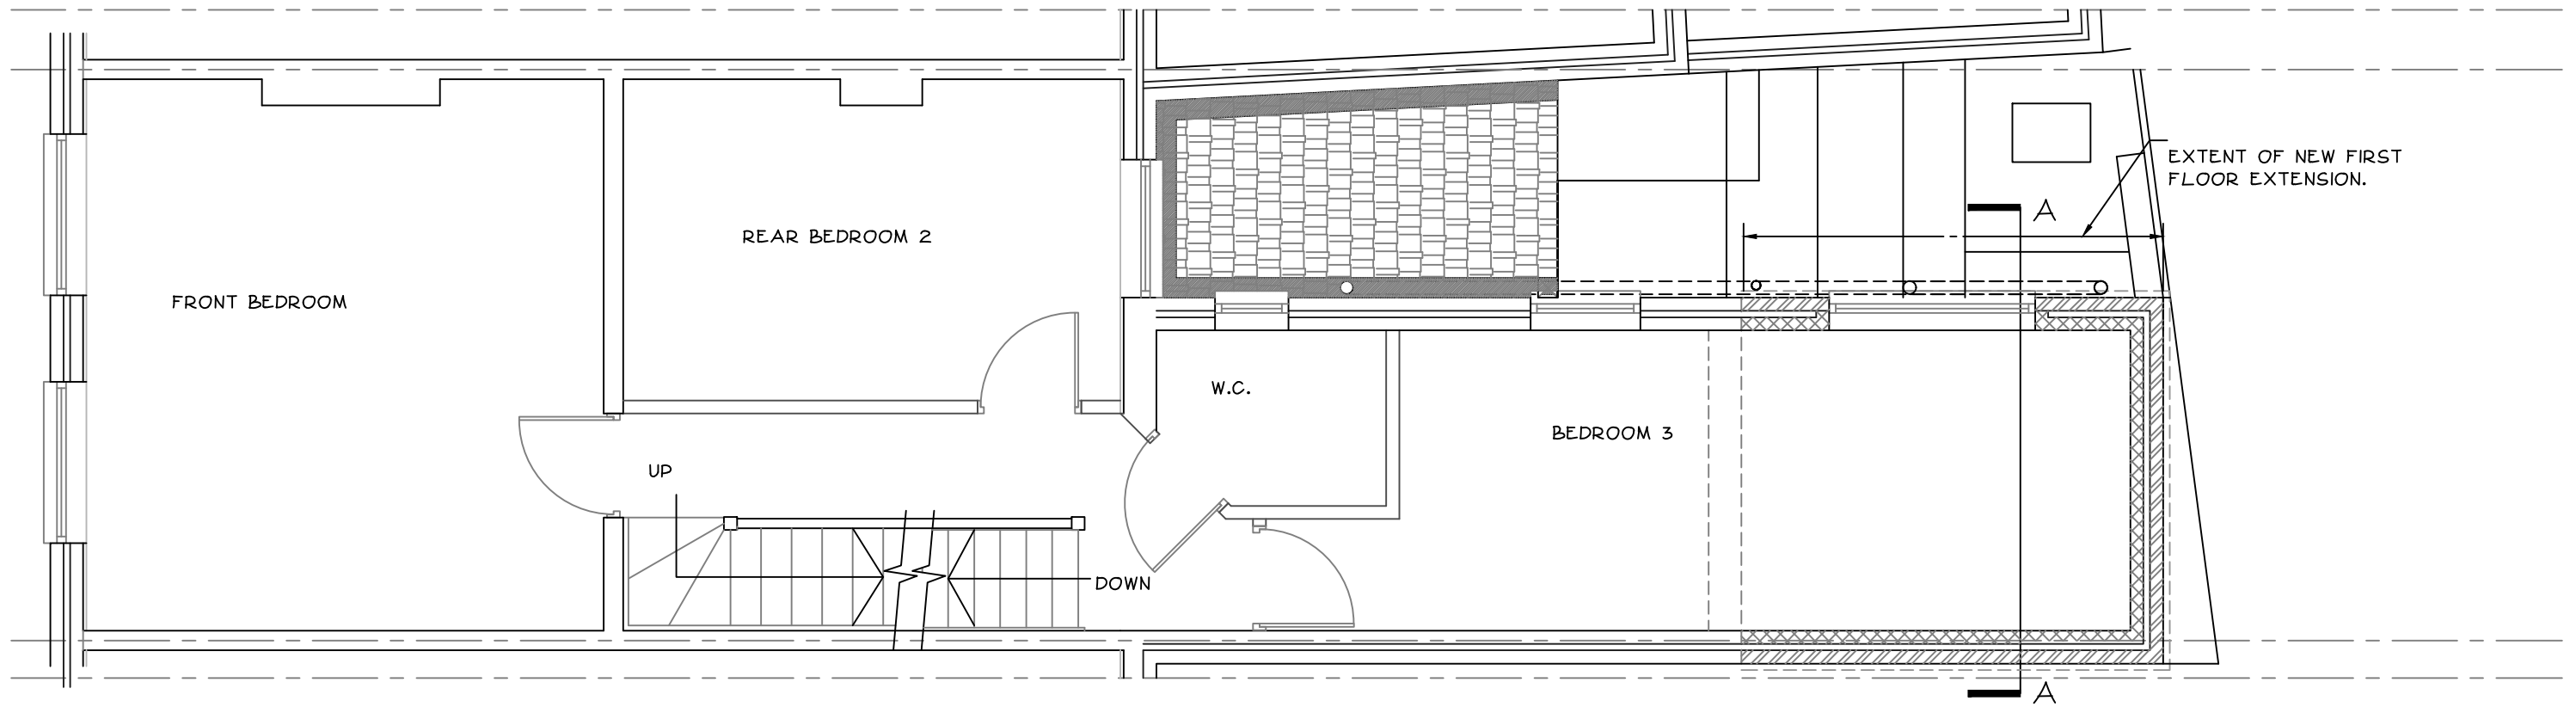 EXTENT OF NEW FIRST
FLOOR EXTENSION.
A
REAR BEDROOM 2
FRONT BEDROOM
W.C.
BEDROOM 3
UP
DOWN
A